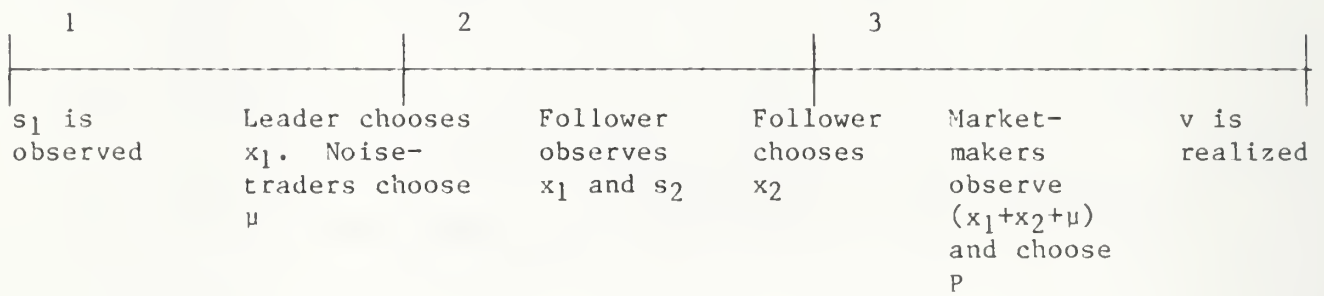 1 2 3
s1 is observed
Leader chooses x1. Noise-traders choose μ
Follower observes x1 and s2
Follower chooses x2
Market-makers observe (x1+x2+μ) and choose P
v is realized